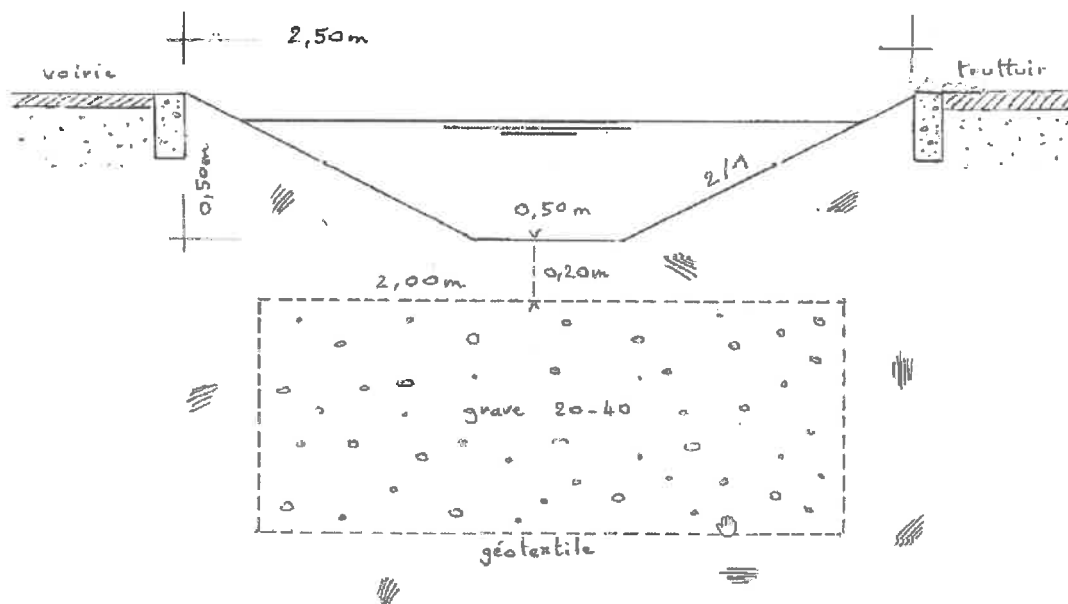 2,50m
voirie
trottoir
0,50m
2/1
0,50m
0,20m
2,00m
grave 20-40
géotextile